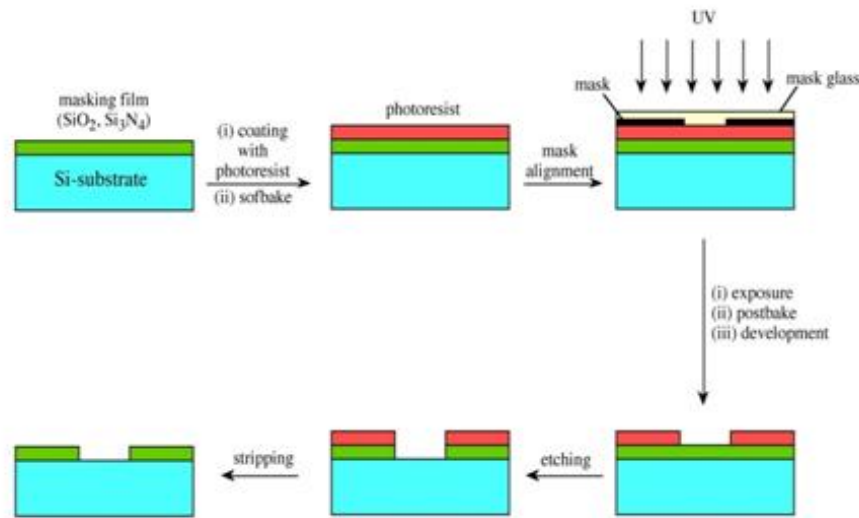 UV
mask
mask glass
masking film
(SiO2, Si3N4)
Si-substrate
(i) coating
with
photoresist
(ii) sofbake
photoresist
mask
alignment
(i) exposure
(ii) postbake
(iii) development
stripping
etching